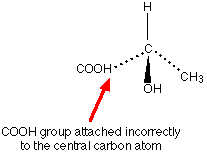 H
COOH
C
CH3
OH
COOH group attached incorrectly
to the central carbon atom